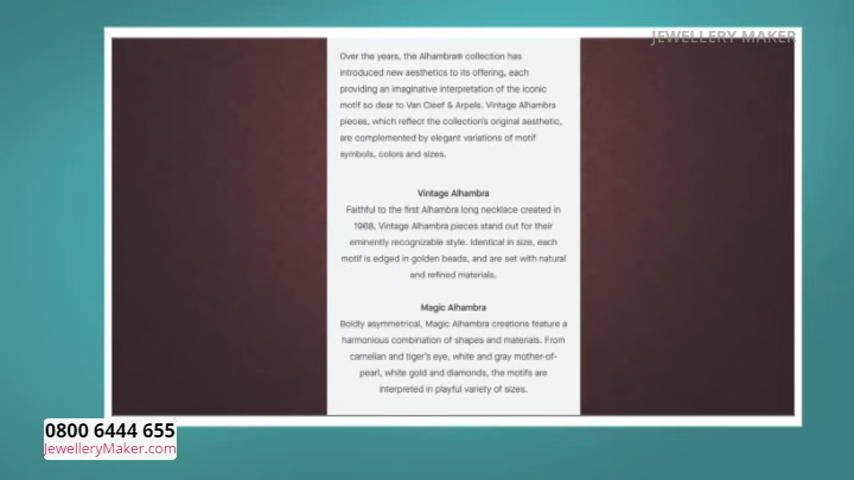 JEWELLERY MAKER
Over the years, the Alhambra® collection has
introduced new aesthetics to its offering, each
providing an imaginative interpretation of the iconic
motif so dear to Van Cleef & Arpels. Vintage Alhambra
pieces, which reflect the collection's original aesthetic,
are complemented by elegant variations of motif
symbols, colors and sizes.
Vintage Alhambra
Faithful to the first Alhambra long necklace created in
1968, Vintage Alhambra pieces stand out for their
eminently recognizable style. Identical in size, each
motif is edged in golden beads, and are set with natural
and refined materials.
Magic Alhambra
Boldly asymmetrical, Magic Alhambra creations feature a
harmonious combination of shapes and materials. From
carnelian and tiger's eye, white and gray mother-of-
pearl, white gold and diamonds, the motifs are
interpreted in playful variety of sizes.
0800 6444 655
JewelleryMaker.com